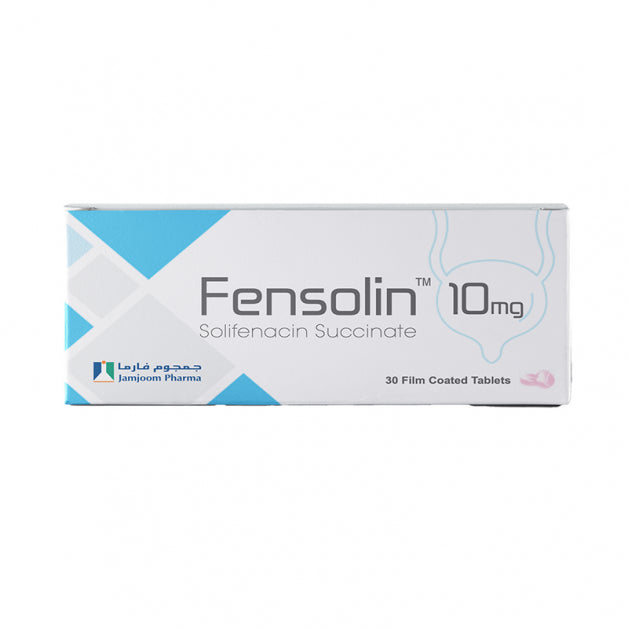 Fensolin™ 10mg
Solifenacin Succinate
جمجوم فارما
Jamjoom Pharma
30 Film Coated Tablets